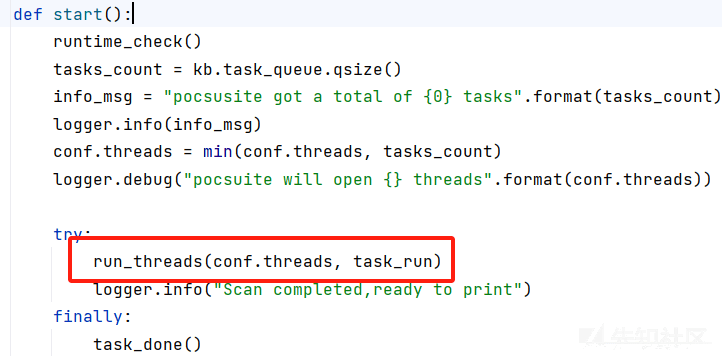 def start():
    runtime_check()
    tasks_count = kb.task_queue.qsize()
    info_msg = "pocsusite got a total of {0} tasks".format(tasks_count)
    logger.info(info_msg)
    conf.threads = min(conf.threads, tasks_count)
    logger.debug("pocsuite will open {} threads".format(conf.threads))
    try:
        run_threads(conf.threads, task_run)
        logger.info("Scan completed,ready to print")
    finally:
        task_done()
先知社区